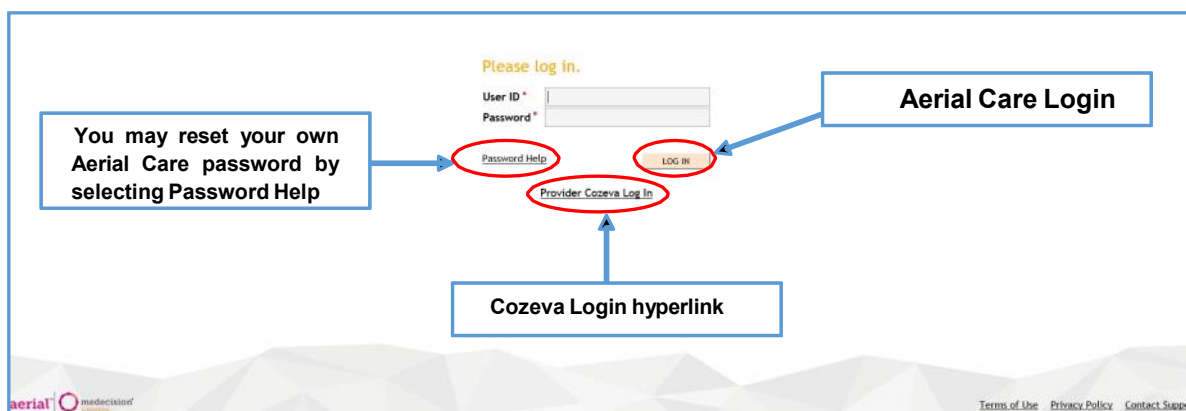 Please log in.
User ID *
Password *
Aerial Care Login
You may reset your own
Aerial Care password by
selecting Password Help
Password Help
LOG IN
Provider Cozeva Log In
Cozeva Login hyperlink
aerial medecision
Terms of Use Privacy Policy Contact Suppo